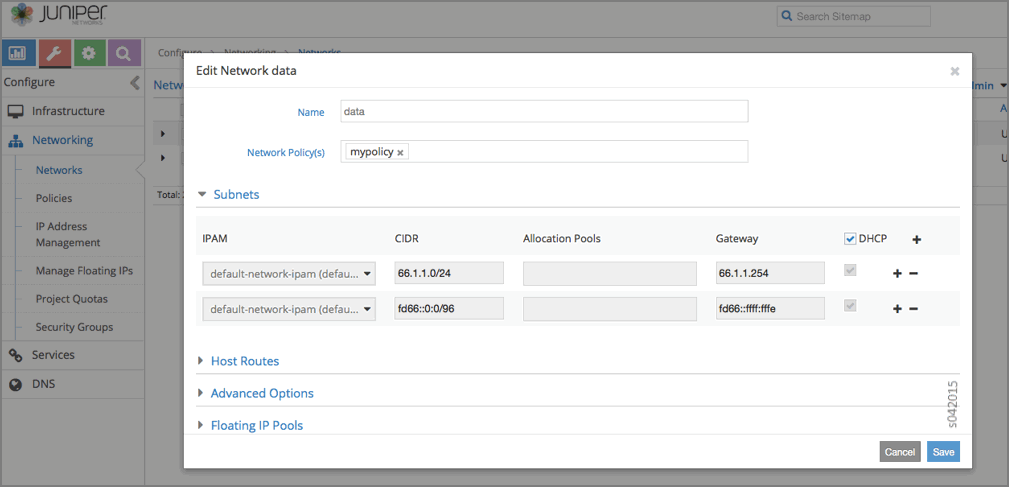 JUNIPER
NETWORKS
Search Sitemap
Configure > Networking > Networks
Configure
Infrastructure
Networking
Networks
Policies
IP Address
Management
Manage Floating IPs
Project Quotas
Security Groups
Services
DNS
Total:
Edit Network data
Name data
Network Policy(s) mypolicy
Subnets
IPAM CIDR Allocation Pools Gateway DHCP
default-network-ipam (defau... 66.1.1.0/24 66.1.1.254
default-network-ipam (defau... fd66::0:0/96 fd66::ffff:fffe
Host Routes
Advanced Options
Floating IP Pools
s042015
Cancel Save